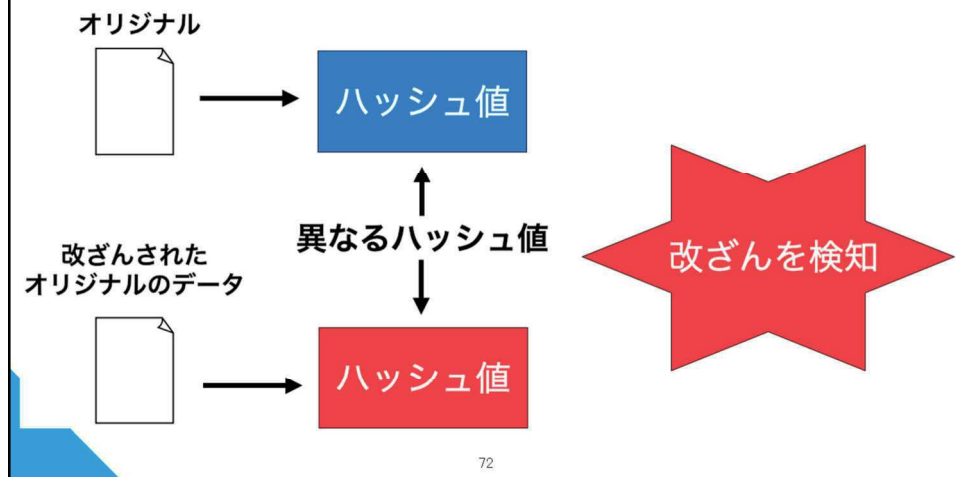 オリジナル
ハッシュ値
異なるハッシュ値
改ざんを検知
改ざんされた
オリジナルのデータ
ハッシュ値
72